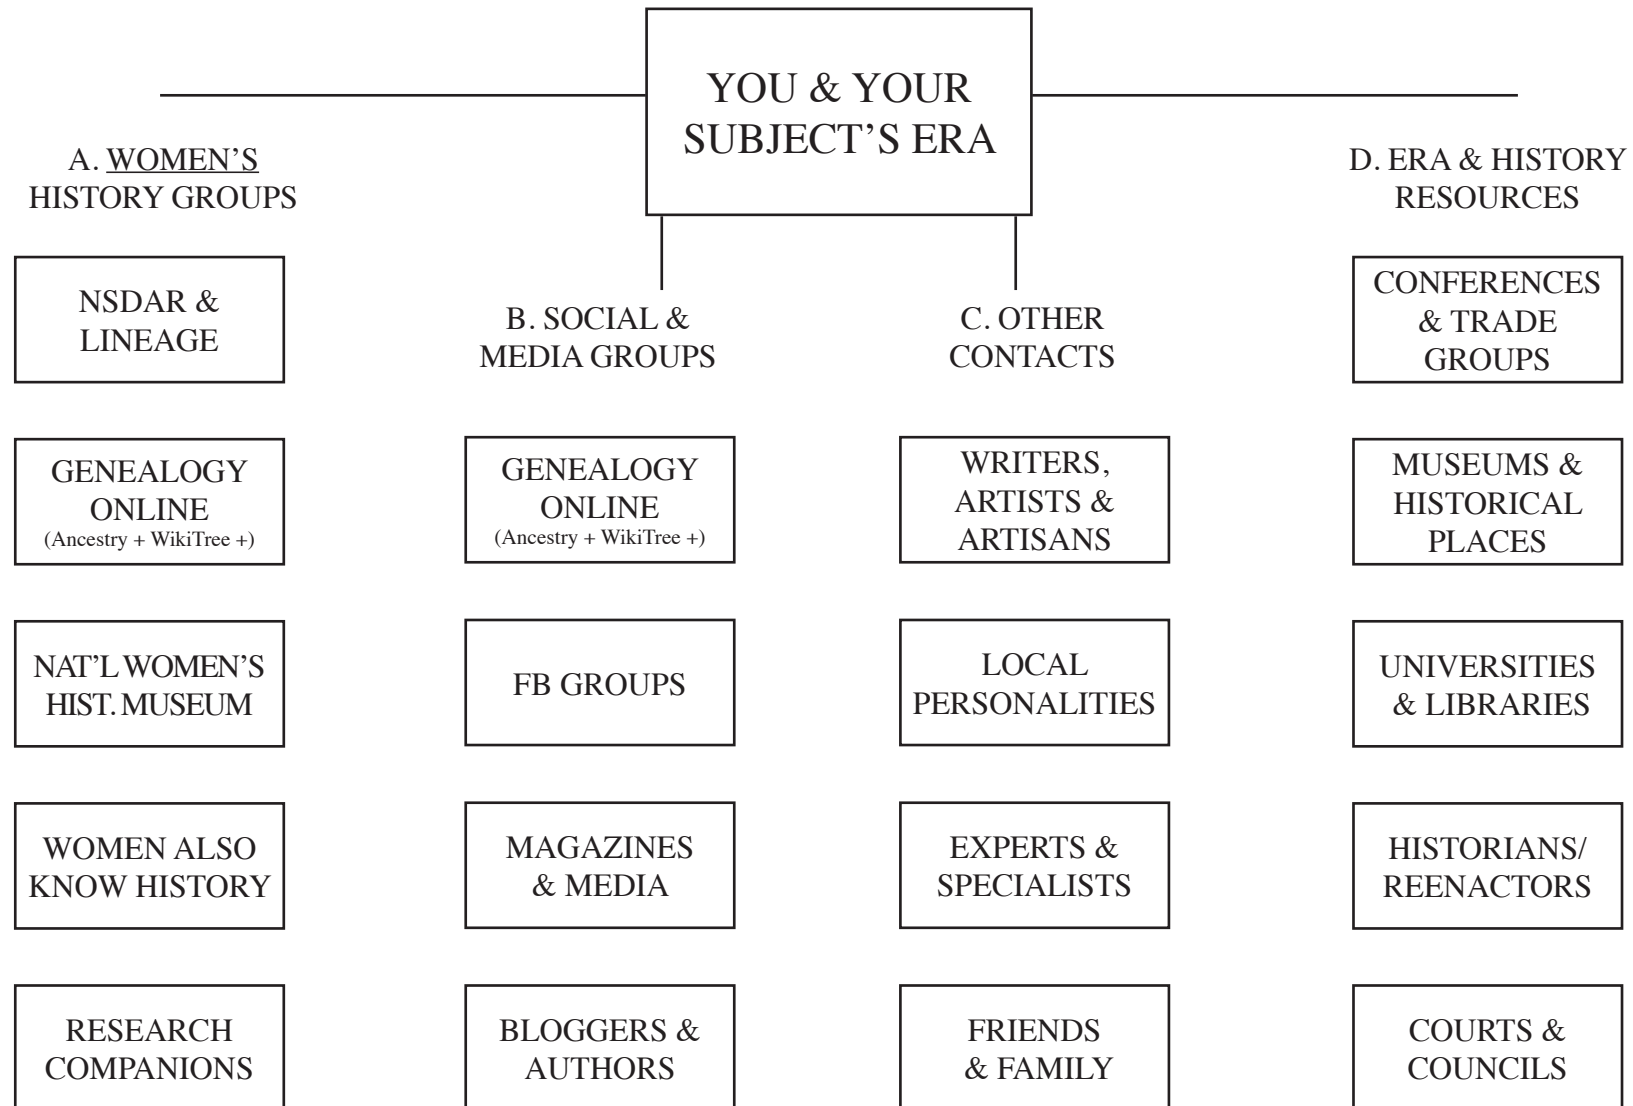 YOU & YOUR
SUBJECT'S ERA
A. WOMEN'S
HISTORY GROUPS
NSDAR &
LINEAGE
GENEALOGY
ONLINE
(Ancestry + WikiTree +)
NAT'L WOMEN'S
HIST. MUSEUM
WOMEN ALSO
KNOW HISTORY
RESEARCH
COMPANIONS
B. SOCIAL &
MEDIA GROUPS
GENEALOGY
ONLINE
(Ancestry + WikiTree +)
FB GROUPS
MAGAZINES
& MEDIA
BLOGGERS &
AUTHORS
C. OTHER
CONTACTS
WRITERS,
ARTISTS &
ARTISANS
LOCAL
PERSONALITIES
EXPERTS &
SPECIALISTS
FRIENDS
& FAMILY
D. ERA & HISTORY
RESOURCES
CONFERENCES
& TRADE
GROUPS
MUSEUMS &
HISTORICAL
PLACES
UNIVERSITIES
& LIBRARIES
HISTORIANS/
REENACTORS
COURTS &
COUNCILS